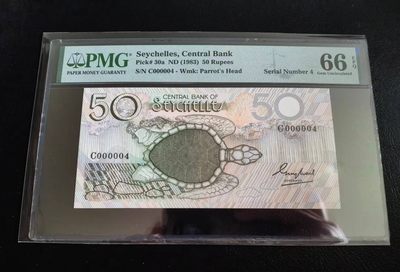 PMG
PAPER MONEY GUARANTY
Seychelles, Central Bank
Pick# 30a ND (1983) 50 Rupees
S/N C000004 - Wmk: Parrot's Head
Serial Number 4
66 EPQ
Gem Uncirculated
50
CENTRAL BANK OF
SEYCHELLES
50
C000004
C000004